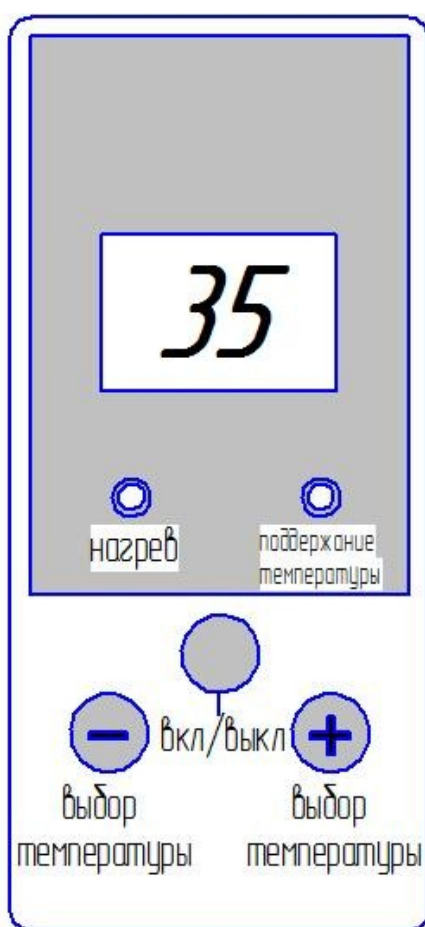 35
нагрев
поддержание
температуры
вкл/выкл
− +
выбор
температуры
выбор
температуры